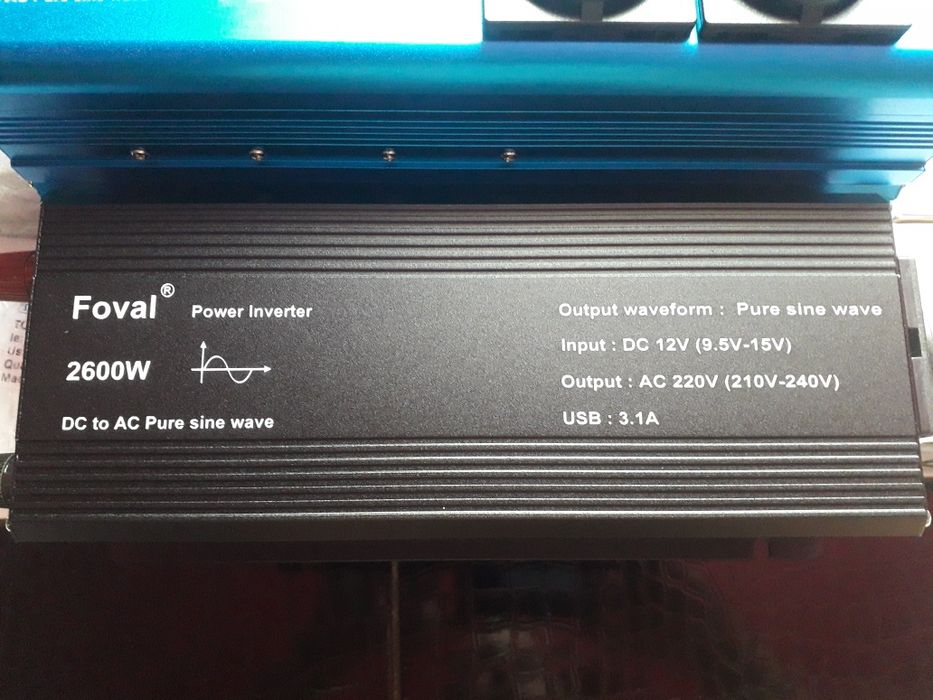 Foval® Power Inverter
2600W
DC to AC Pure sine wave
Output waveform : Pure sine wave
Input : DC 12V (9.5V-15V)
Output : AC 220V (210V-240V)
USB : 3.1A